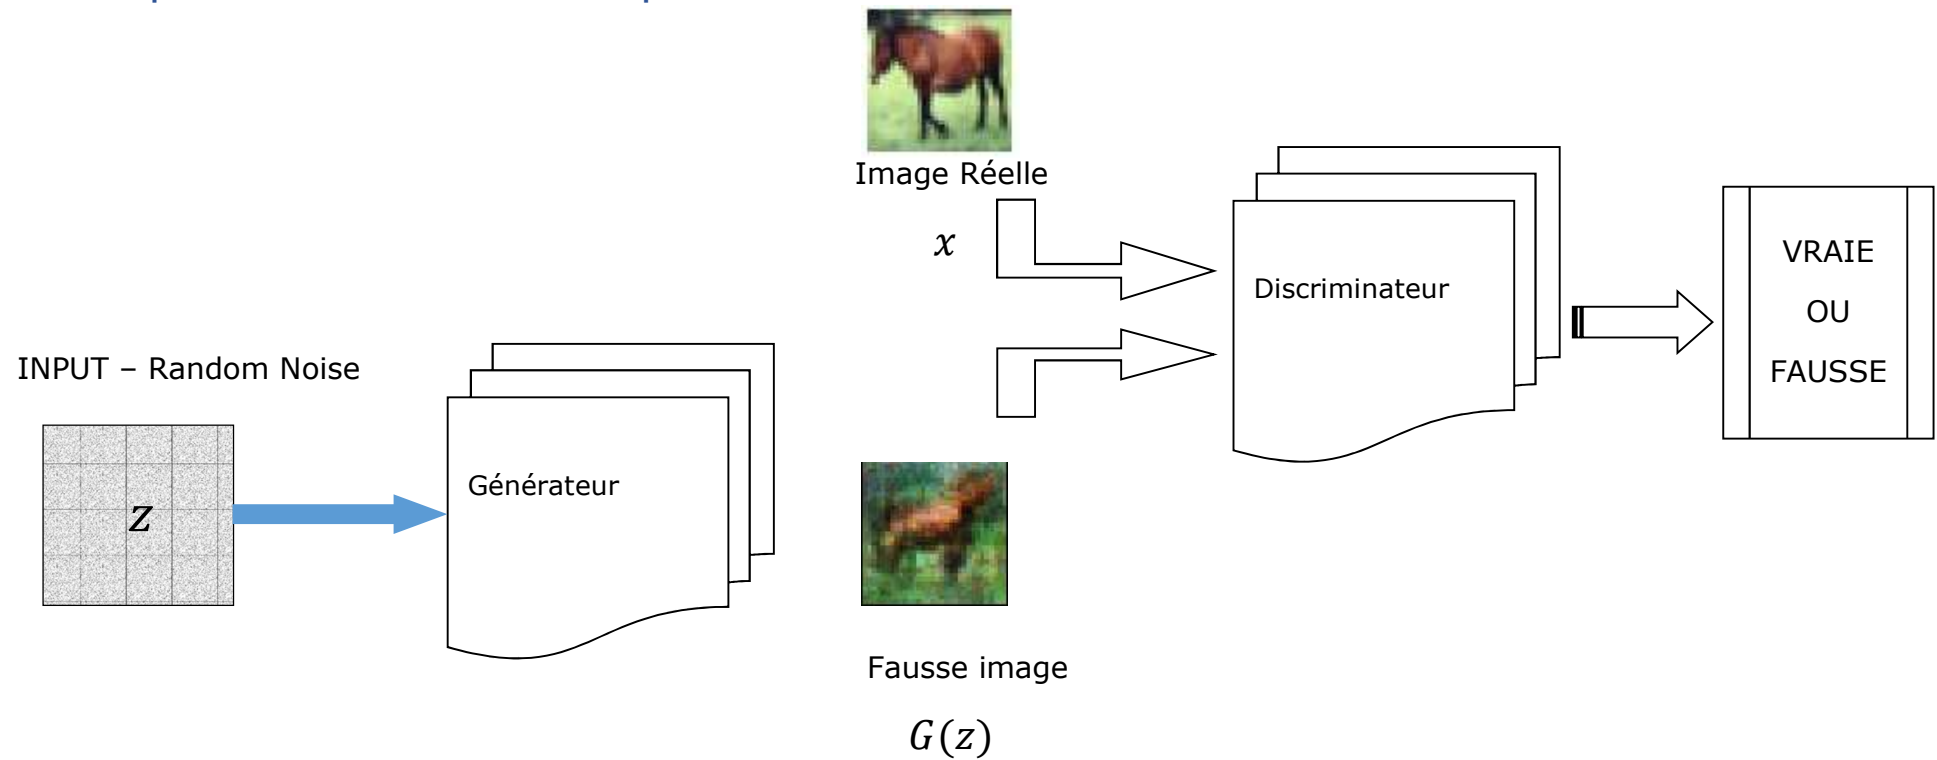 Image Réelle
x
INPUT – Random Noise
z
Générateur
Fausse image
G(z)
Discriminateur
VRAIE
OU
FAUSSE